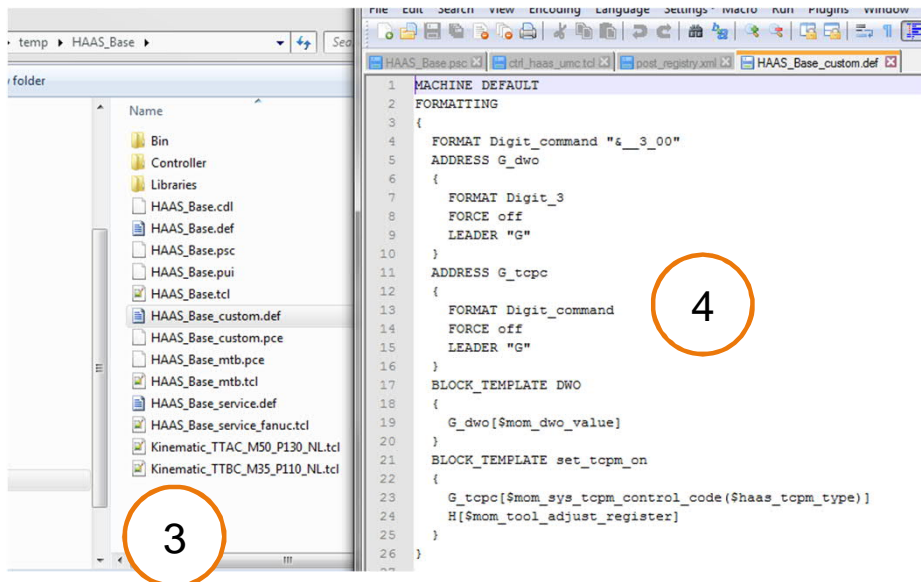 File Edit Search View Encoding Language Settings Macro Run Plugins Window
▸ temp ▸ HAAS_Base ▸
folder
Name
Bin
Controller
Libraries
HAAS_Base.cdl
HAAS_Base.def
HAAS_Base.psc
HAAS_Base.pui
HAAS_Base.tcl
HAAS_Base_custom.def
HAAS_Base_custom.pce
HAAS_Base_mtb.pce
HAAS_Base_mtb.tcl
HAAS_Base_service.def
HAAS_Base_service_fanuc.tcl
Kinematic_TTAC_M50_P130_NL.tcl
Kinematic_TTBC_M35_P110_NL.tcl
3
HAAS_Base.psc ctrl_haas_umc.tcl post_registry.xml HAAS_Base_custom.def
1 MACHINE DEFAULT
2 FORMATTING
3 {
4 FORMAT Digit_command "&__3_00"
5 ADDRESS G_dwo
6 {
7 FORMAT Digit_3
8 FORCE off
9 LEADER "G"
10 }
11 ADDRESS G_tcpc
12 {
13 FORMAT Digit_command
14 FORCE off
15 LEADER "G"
16 }
17 BLOCK_TEMPLATE DWO
18 {
19 G_dwo[$mom_dwo_value]
20 }
21 BLOCK_TEMPLATE set_tcpm_on
22 {
23 G_tcpc[$mom_sys_tcpm_control_code($haas_tcpm_type)]
24 H[$mom_tool_adjust_register]
25 }
26 }
4